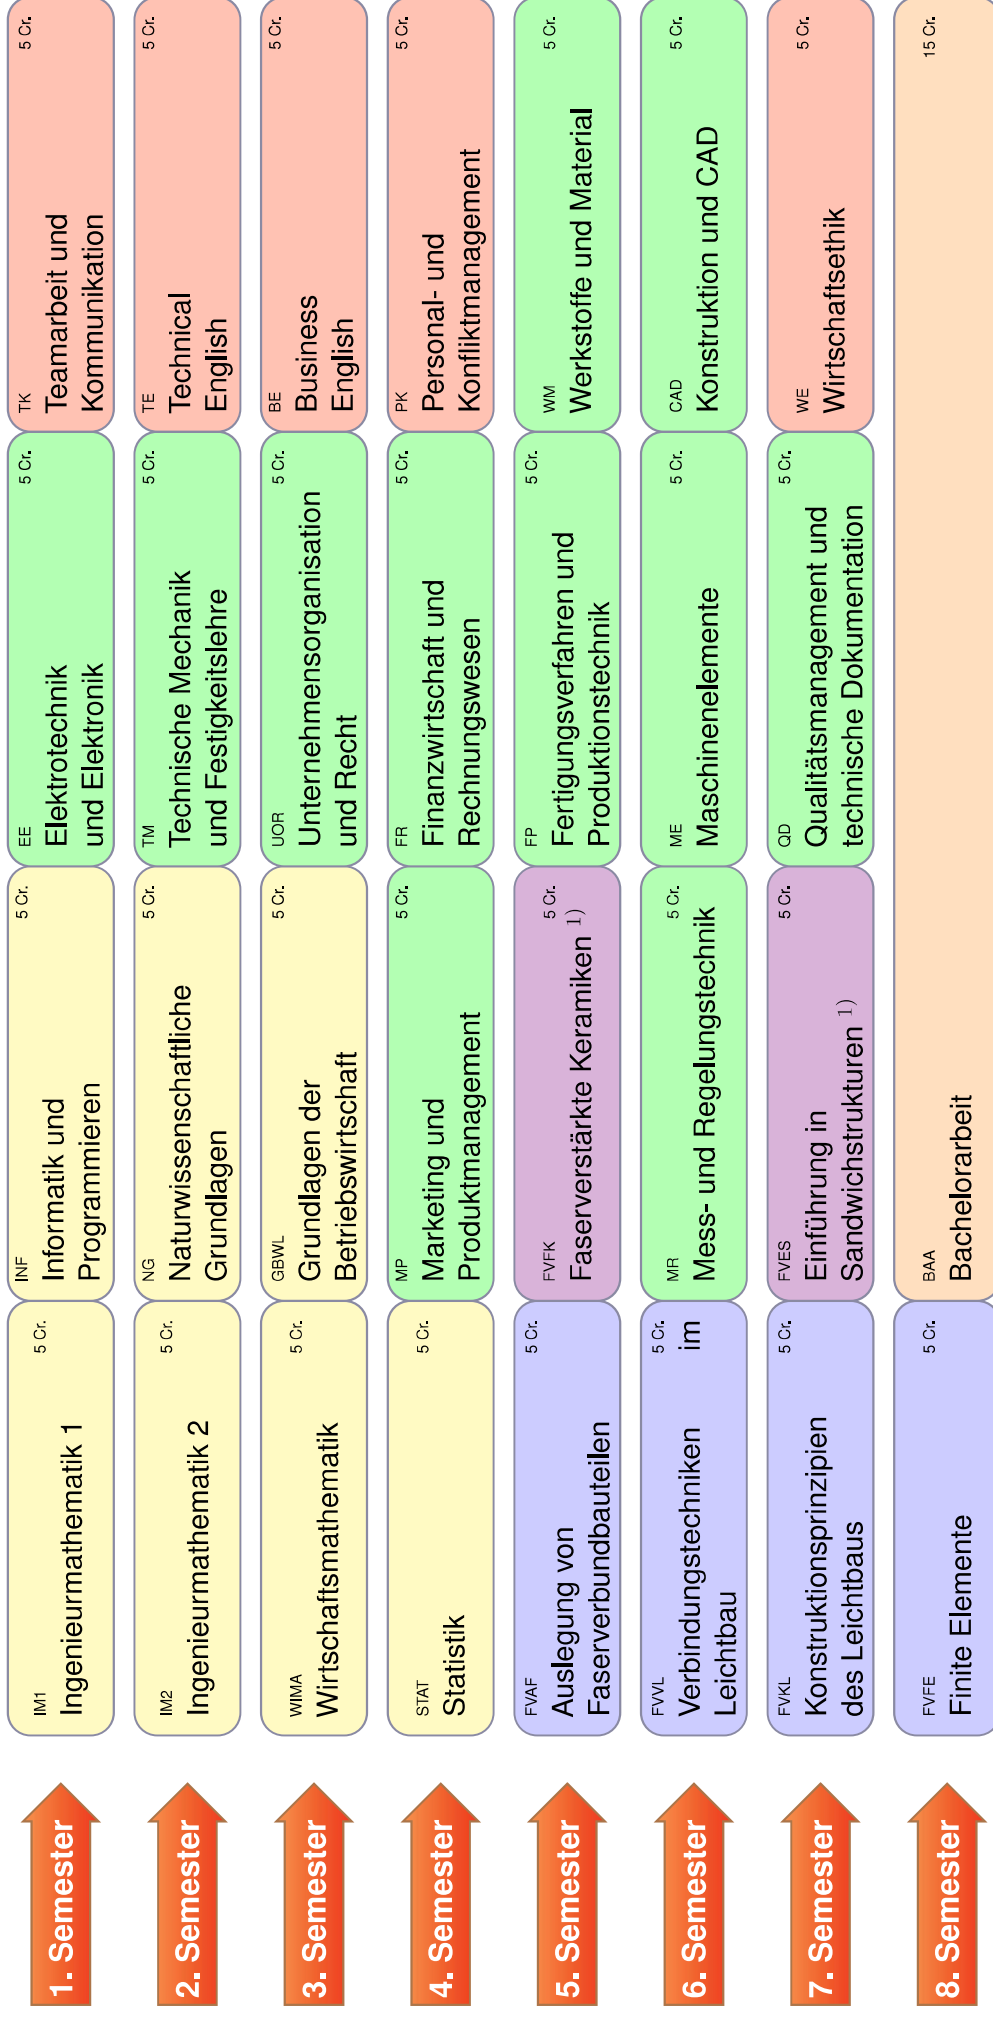 1. Semester
IM1
5 Cr.
Ingenieurmathematik 1
INF
5 Cr.
Informatik und
Programmieren
EE
5 Cr.
Elektrotechnik
und Elektronik
TK
5 Cr.
Teamarbeit und
Kommunikation
2. Semester
IM2
5 Cr.
Ingenieurmathematik 2
NG
5 Cr.
Naturwissenschaftliche
Grundlagen
TM
5 Cr.
Technische Mechanik
und Festigkeitslehre
TE
5 Cr.
Technical
English
3. Semester
WIMA
5 Cr.
Wirtschaftsmathematik
GBWL
5 Cr.
Grundlagen der
Betriebswirtschaft
UOR
5 Cr.
Unternehmensorganisation
und Recht
BE
5 Cr.
Business
English
4. Semester
STAT
5 Cr.
Statistik
MP
5 Cr.
Marketing und
Produktmanagement
FR
5 Cr.
Finanzwirtschaft und
Rechnungswesen
PK
5 Cr.
Personal- und
Konfliktmanagement
5. Semester
FVAF
5 Cr.
Auslegung von
Faserverbundbauteilen
FVFK
5 Cr.
Faserverstärkte Keramiken 1)
FP
5 Cr.
Fertigungsverfahren und
Produktionstechnik
WM
5 Cr.
Werkstoffe und Material
6. Semester
FVVL
5 Cr.
Verbindungstechniken im
Leichtbau
MR
5 Cr.
Mess- und Regelungstechnik
ME
5 Cr.
Maschinenelemente
CAD
5 Cr.
Konstruktion und CAD
7. Semester
FVKL
5 Cr.
Konstruktionsprinzipien
des Leichtbaus
FVES
5 Cr.
Einführung in
Sandwichstrukturen 1)
QD
5 Cr.
Qualitätsmanagement und
technische Dokumentation
WE
5 Cr.
Wirtschaftsethik
8. Semester
FVFE
5 Cr.
Finite Elemente
BAA
15 Cr.
Bachelorarbeit